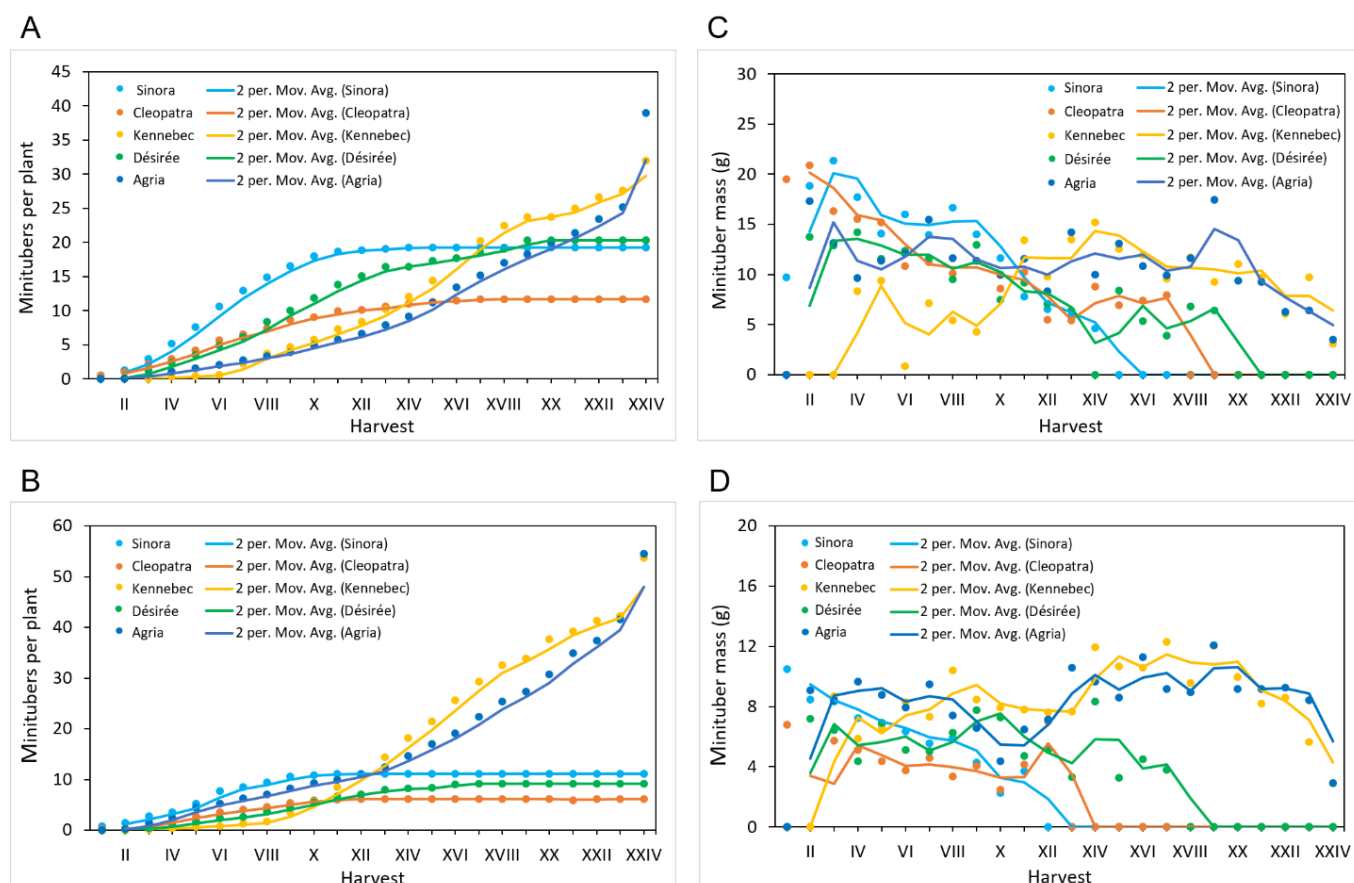 A
Minitubers per plant
45
40
35
30
25
20
15
10
5
0
Sinora 2 per. Mov. Avg. (Sinora)
Cleopatra 2 per. Mov. Avg. (Cleopatra)
Kennebec 2 per. Mov. Avg. (Kennebec)
Désirée 2 per. Mov. Avg. (Désirée)
Agria 2 per. Mov. Avg. (Agria)
II IV VI VIII X XII XIV XVI XVIII XX XXII XXIV
Harvest
C
Minituber mass (g)
30
25
20
15
10
5
0
Sinora 2 per. Mov. Avg. (Sinora)
Cleopatra 2 per. Mov. Avg. (Cleopatra)
Kennebec 2 per. Mov. Avg. (Kennebec)
Désirée 2 per. Mov. Avg. (Désirée)
Agria 2 per. Mov. Avg. (Agria)
II IV VI VIII X XII XIV XVI XVIII XX XXII XXIV
Harvest
B
Minitubers per plant
60
50
40
30
20
10
0
Sinora 2 per. Mov. Avg. (Sinora)
Cleopatra 2 per. Mov. Avg. (Cleopatra)
Kennebec 2 per. Mov. Avg. (Kennebec)
Désirée 2 per. Mov. Avg. (Désirée)
Agria 2 per. Mov. Avg. (Agria)
II IV VI VIII X XII XIV XVI XVIII XX XXII XXIV
Harvest
D
Minituber mass (g)
20
16
12
8
4
0
Sinora 2 per. Mov. Avg. (Sinora)
Cleopatra 2 per. Mov. Avg. (Cleopatra)
Kennebec 2 per. Mov. Avg. (Kennebec)
Désirée 2 per. Mov. Avg. (Désirée)
Agria 2 per. Mov. Avg. (Agria)
II IV VI VIII X XII XIV XVI XVIII XX XXII XXIV
Harvest